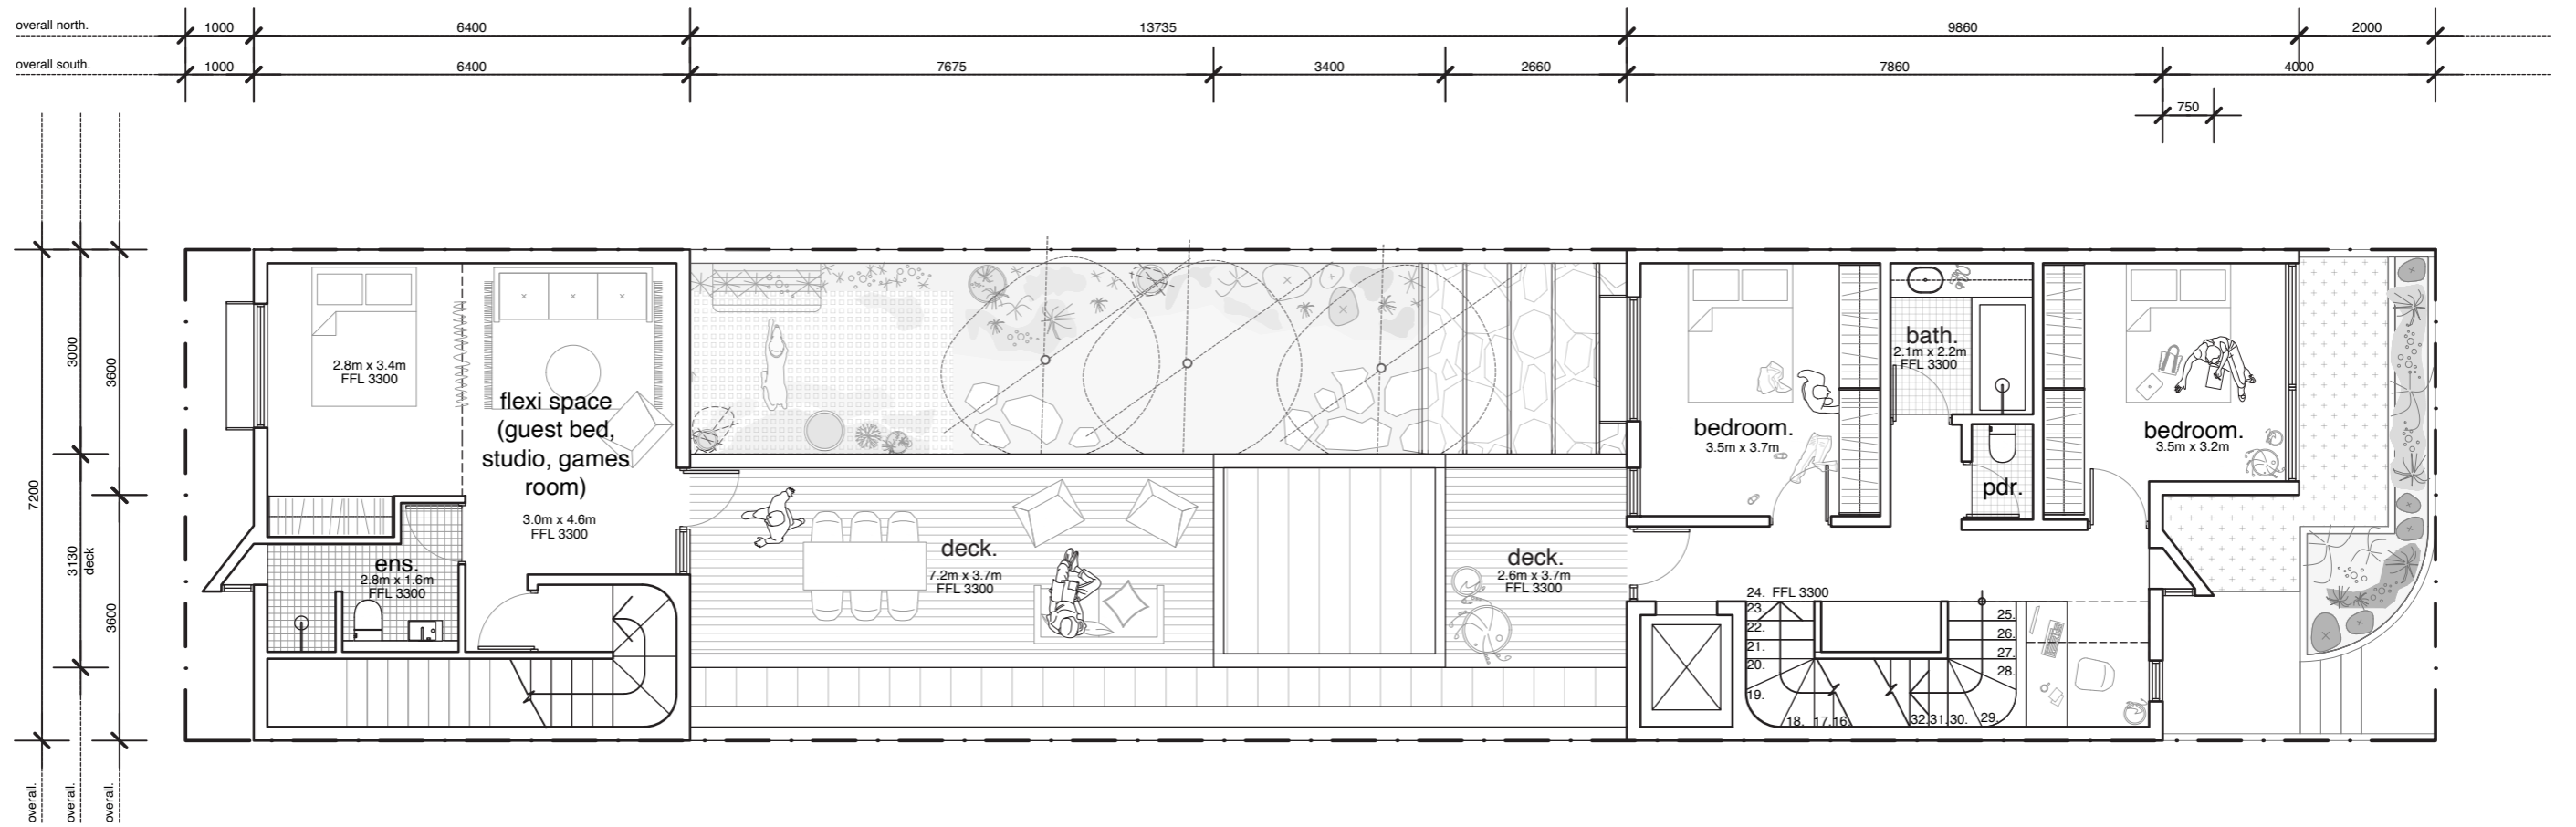 overall north.
1000
6400
13735
9860
2000
overall south.
1000
6400
7675
3400
2660
7860
4000
750
7200
3000
3130
deck
3600
3600
overall.
overall.
overall.
2.8m x 3.4m
FFL 3300
flexi space
(guest bed,
studio, games
room)
3.0m x 4.6m
FFL 3300
ens.
2.8m x 1.6m
FFL 3300
deck.
7.2m x 3.7m
FFL 3300
deck.
2.6m x 3.7m
FFL 3300
bedroom.
3.5m x 3.7m
bath.
2.1m x 2.2m
FFL 3300
pdr.
bedroom.
3.5m x 3.2m
24. FFL 3300
23.
22.
21.
20.
19.
18. 17.16.
25.
26.
27.
28.
32.31.30. 29.